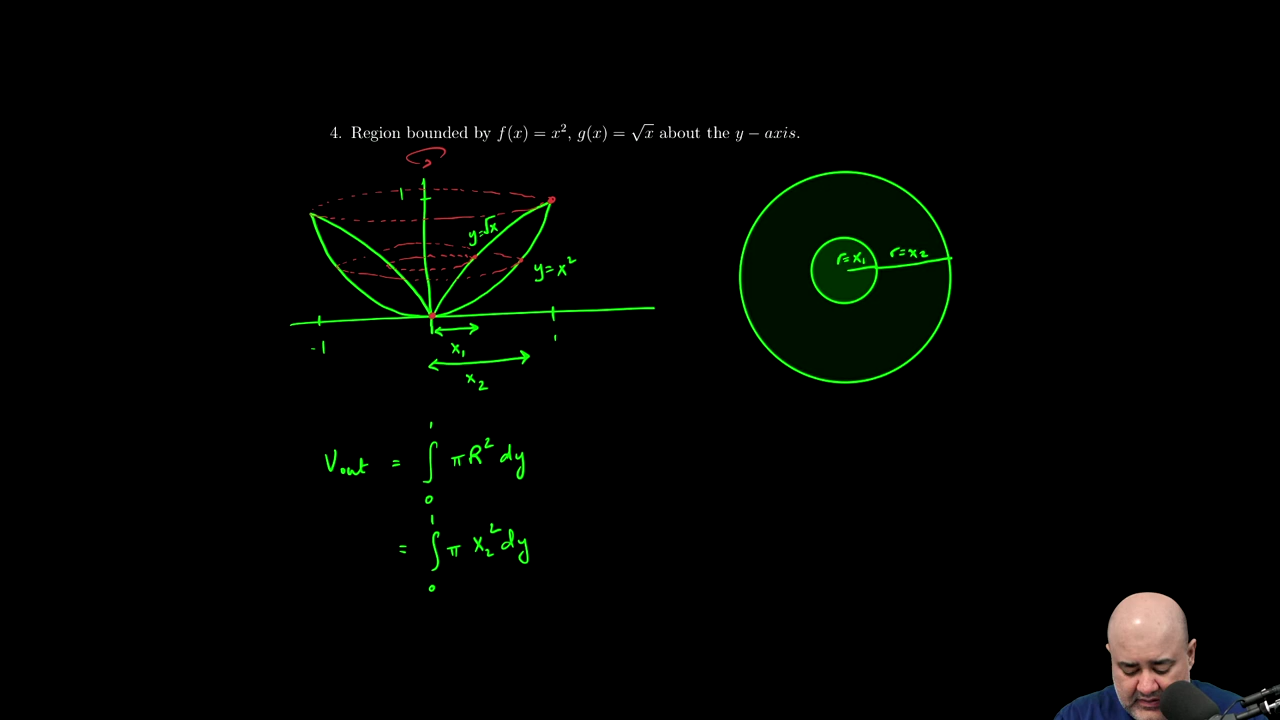 4. Region bounded by f(x) = x², g(x) = √x about the y − axis.
1
y=√x
y=x²
-1
1
x₁
x₂
r=x₁ r=x₂
V_out = ∫₀¹ πR² dy
= ∫₀¹ π x₂² dy